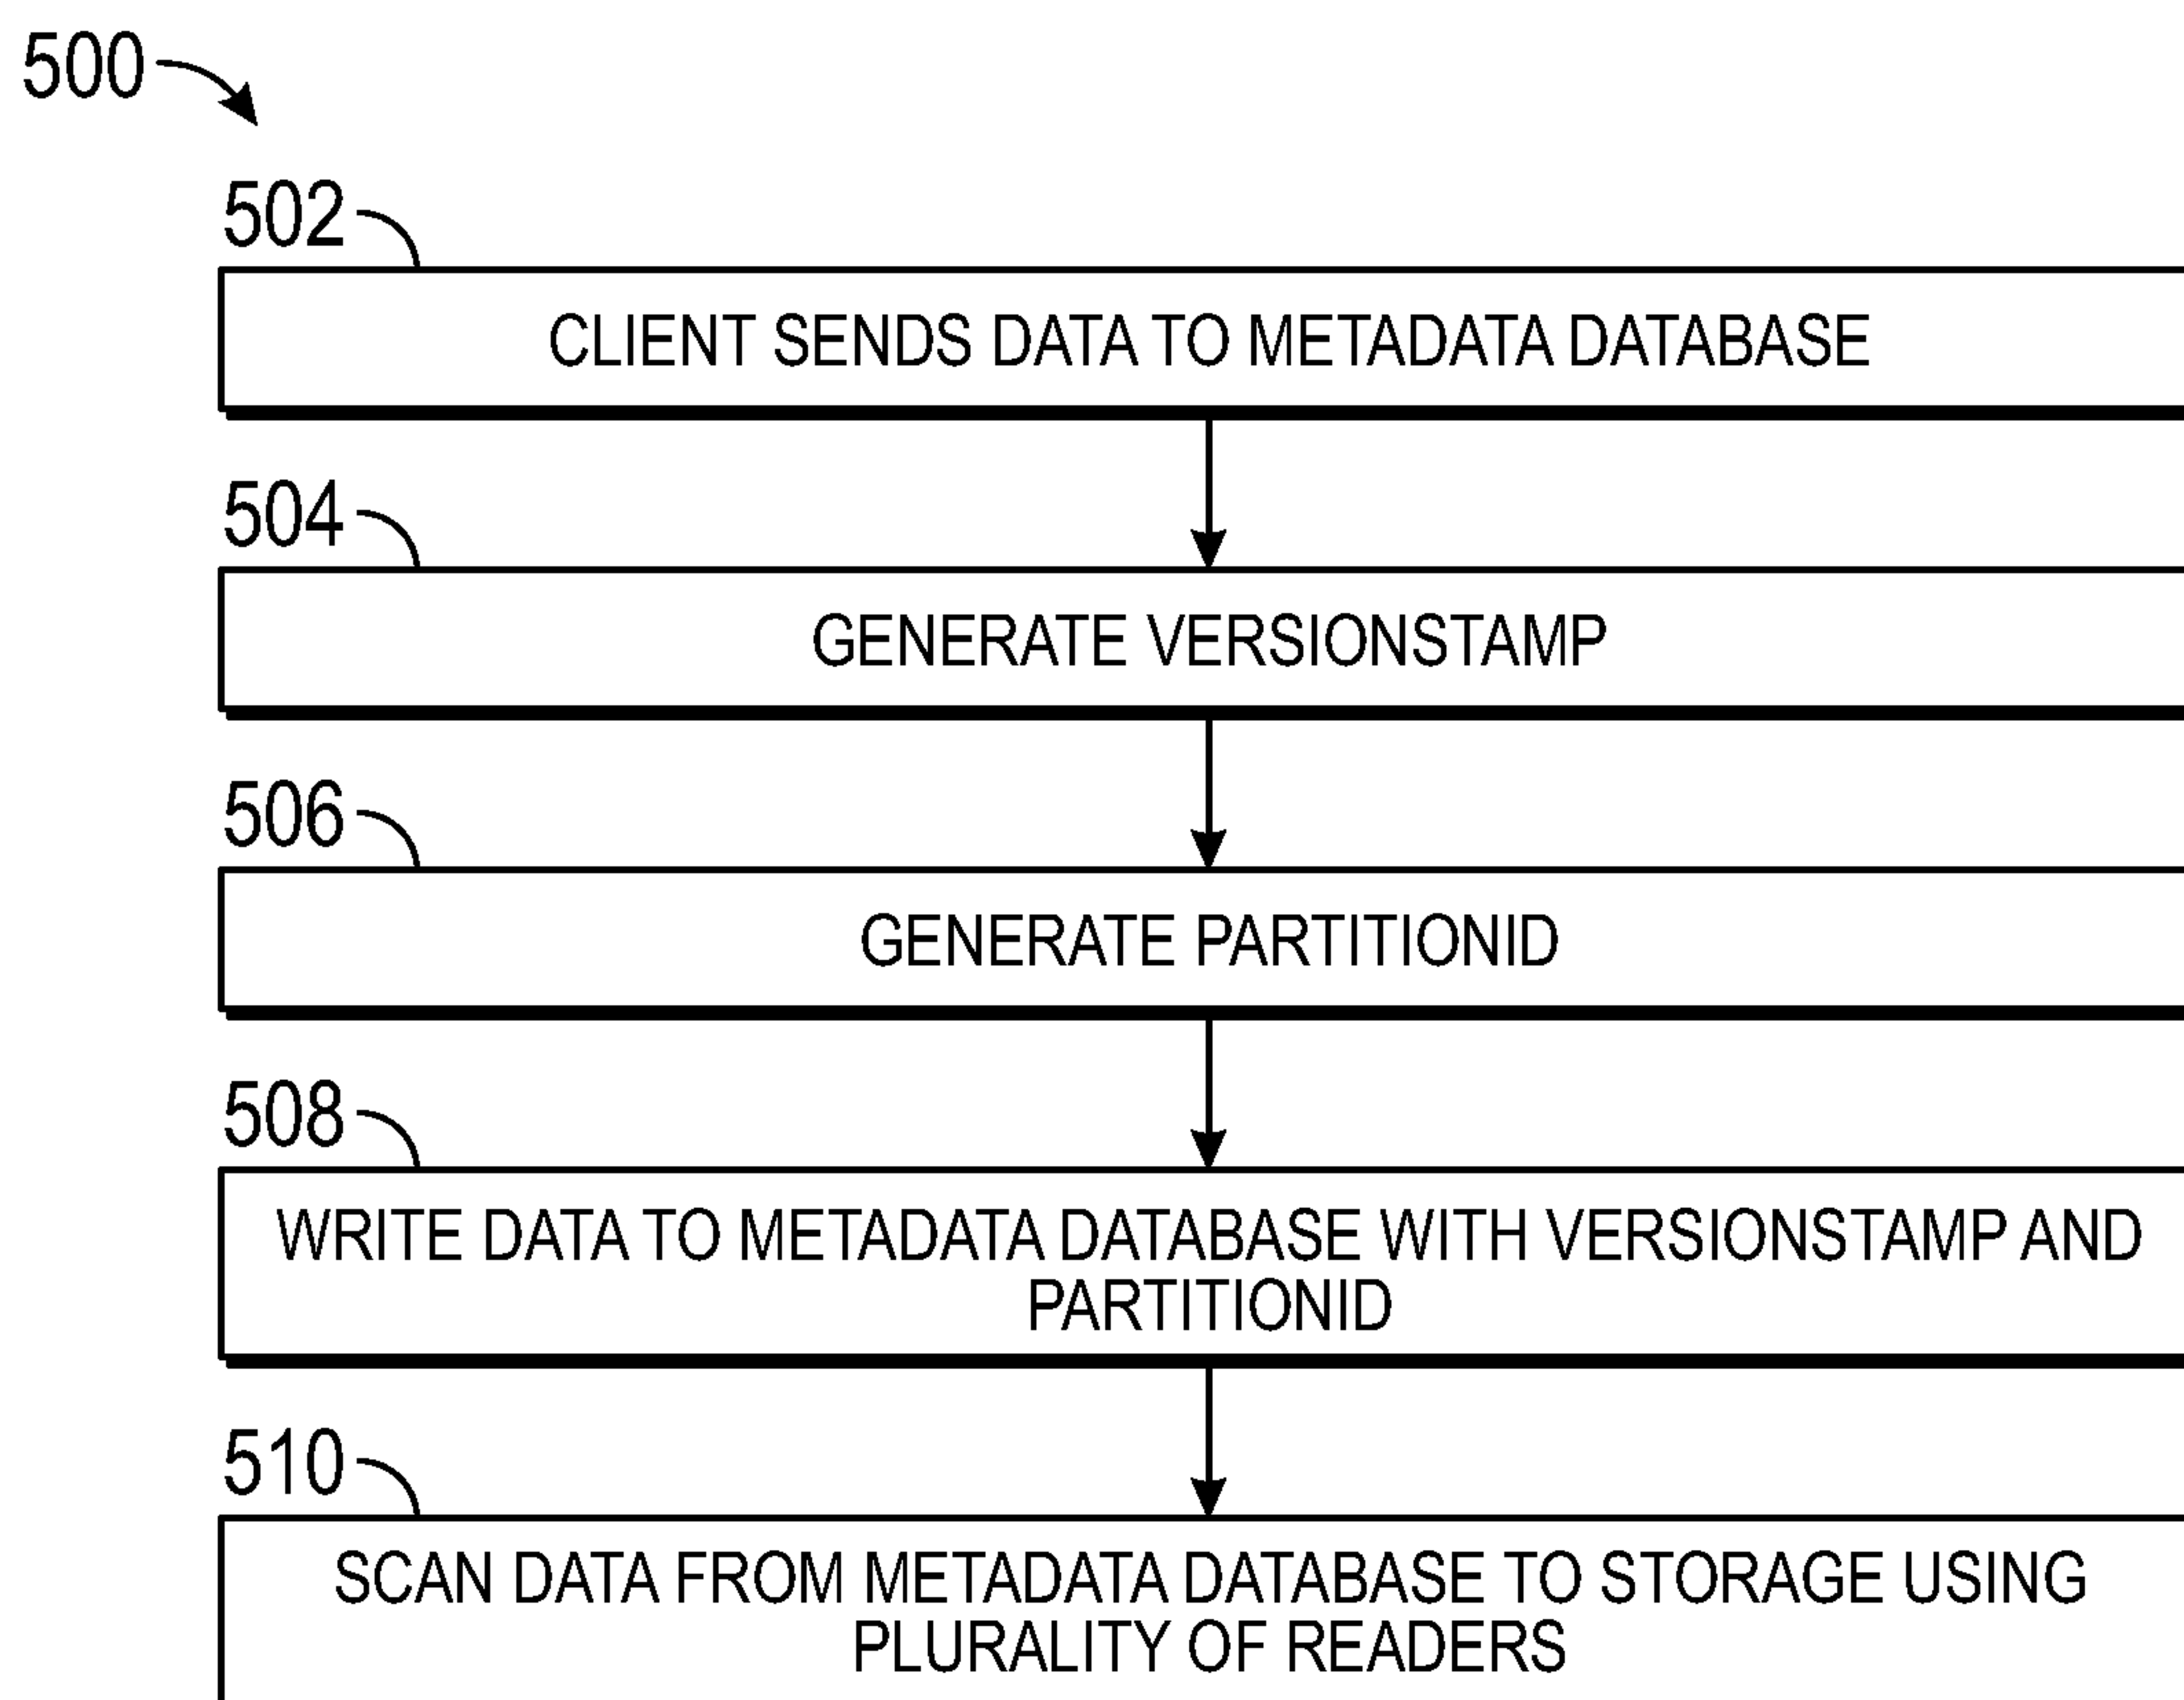 500
502
CLIENT SENDS DATA TO METADATA DATABASE
504
GENERATE VERSIONSTAMP
506
GENERATE PARTITIONID
508
WRITE DATA TO METADATA DATABASE WITH VERSIONSTAMP AND
PARTITIONID
510
SCAN DATA FROM METADATA DATABASE TO STORAGE USING
PLURALITY OF READERS